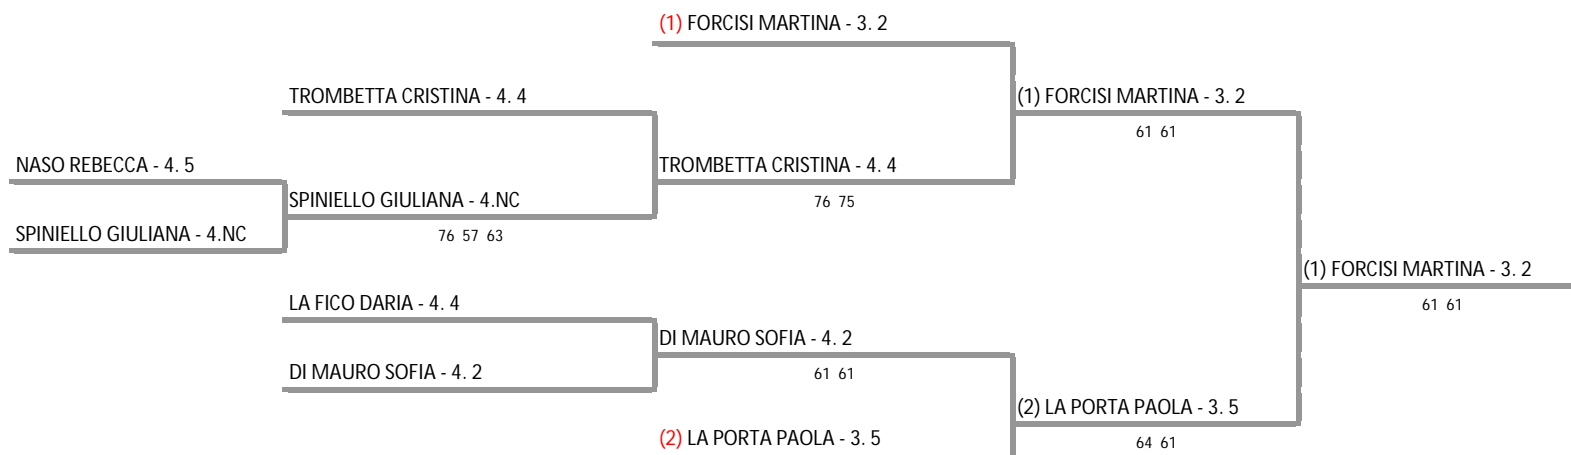 (1) FORCISI MARTINA - 3. 2
TROMBETTA CRISTINA - 4. 4
(1) FORCISI MARTINA - 3. 2
61 61
NASO REBECCA - 4. 5
TROMBETTA CRISTINA - 4. 4
76 75
SPINIELLO GIULIANA - 4.NC
76 57 63
SPINIELLO GIULIANA - 4.NC
(1) FORCISI MARTINA - 3. 2
61 61
LA FICO DARIA - 4. 4
DI MAURO SOFIA - 4. 2
61 61
DI MAURO SOFIA - 4. 2
(2) LA PORTA PAOLA - 3. 5
64 61
(2) LA PORTA PAOLA - 3. 5